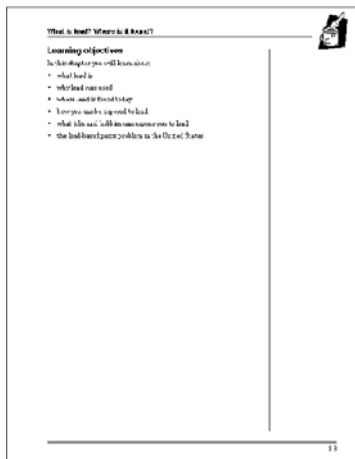 What is lead? Where is it found?
Learning objectives
In this chapter you will learn about:
• what lead is
• why lead was used
• where lead is found today
• how you can be exposed to lead
• what jobs and hobbies can expose you to lead
• the lead-based paint problem in the United States
1-3